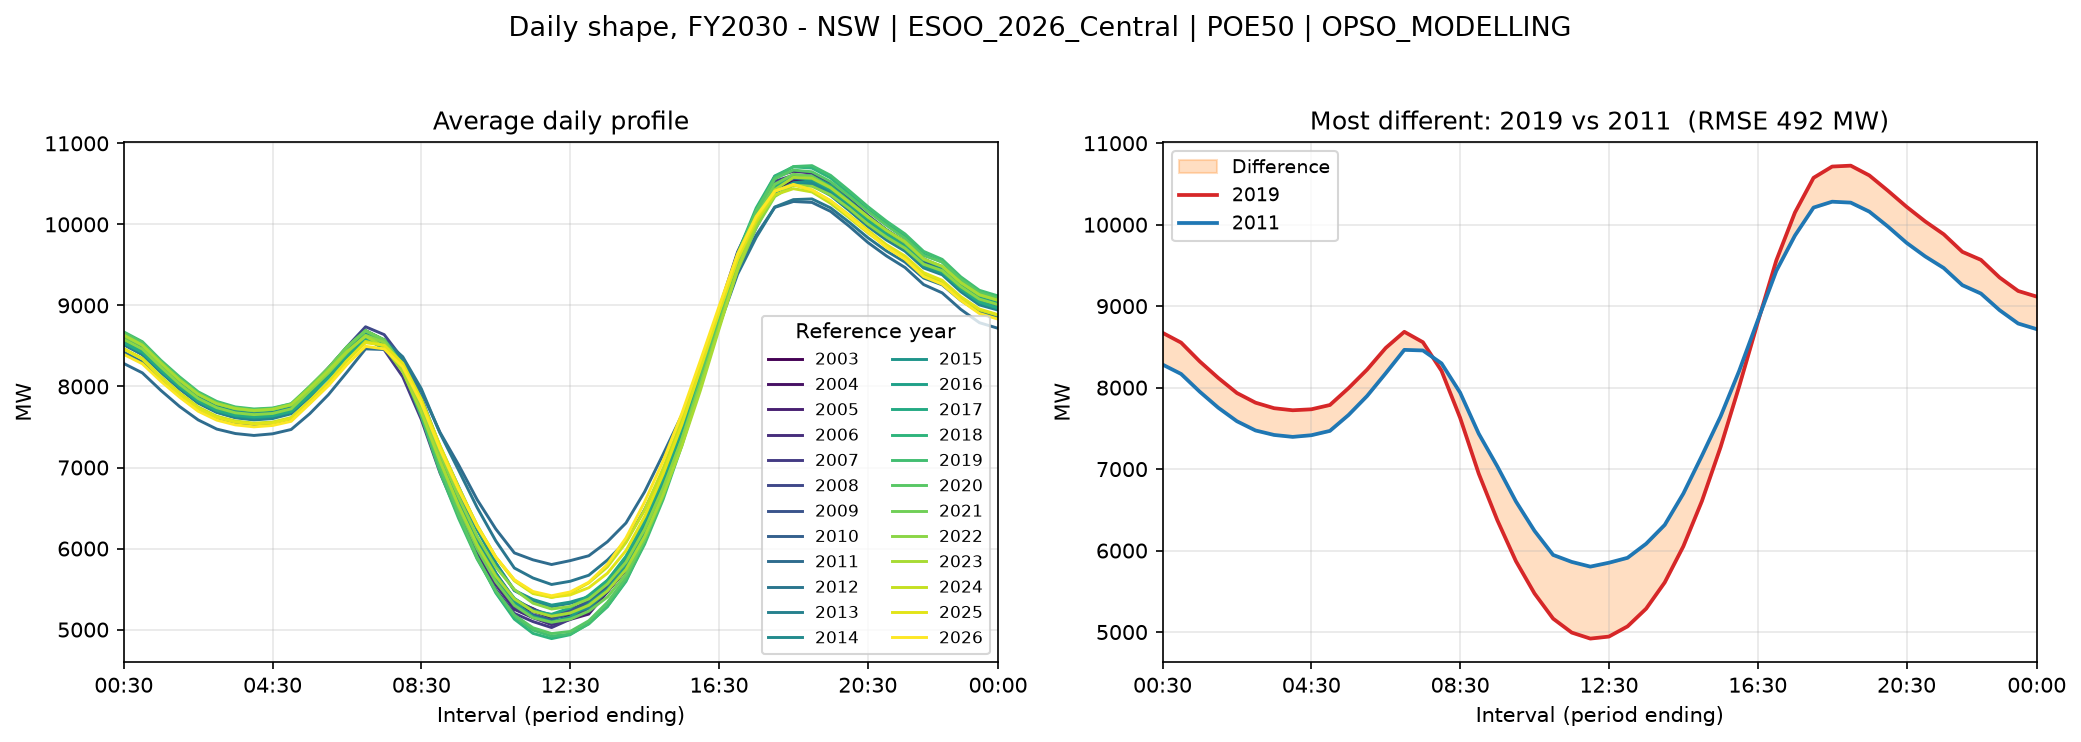 Daily shape, FY2030 - NSW | ESOO_2026_Central | POE50 | OPSO_MODELLING
Average daily profile
11000
10000
9000
8000
7000
6000
5000
MW
00:30 04:30 08:30 12:30 16:30 20:30 00:00
Interval (period ending)
Reference year
2003 2015
2004 2016
2005 2017
2006 2018
2007 2019
2008 2020
2009 2021
2010 2022
2011 2023
2012 2024
2013 2025
2014 2026
Most different: 2019 vs 2011 (RMSE 492 MW)
11000
10000
9000
8000
7000
6000
5000
MW
00:30 04:30 08:30 12:30 16:30 20:30 00:00
Interval (period ending)
Difference
2019
2011